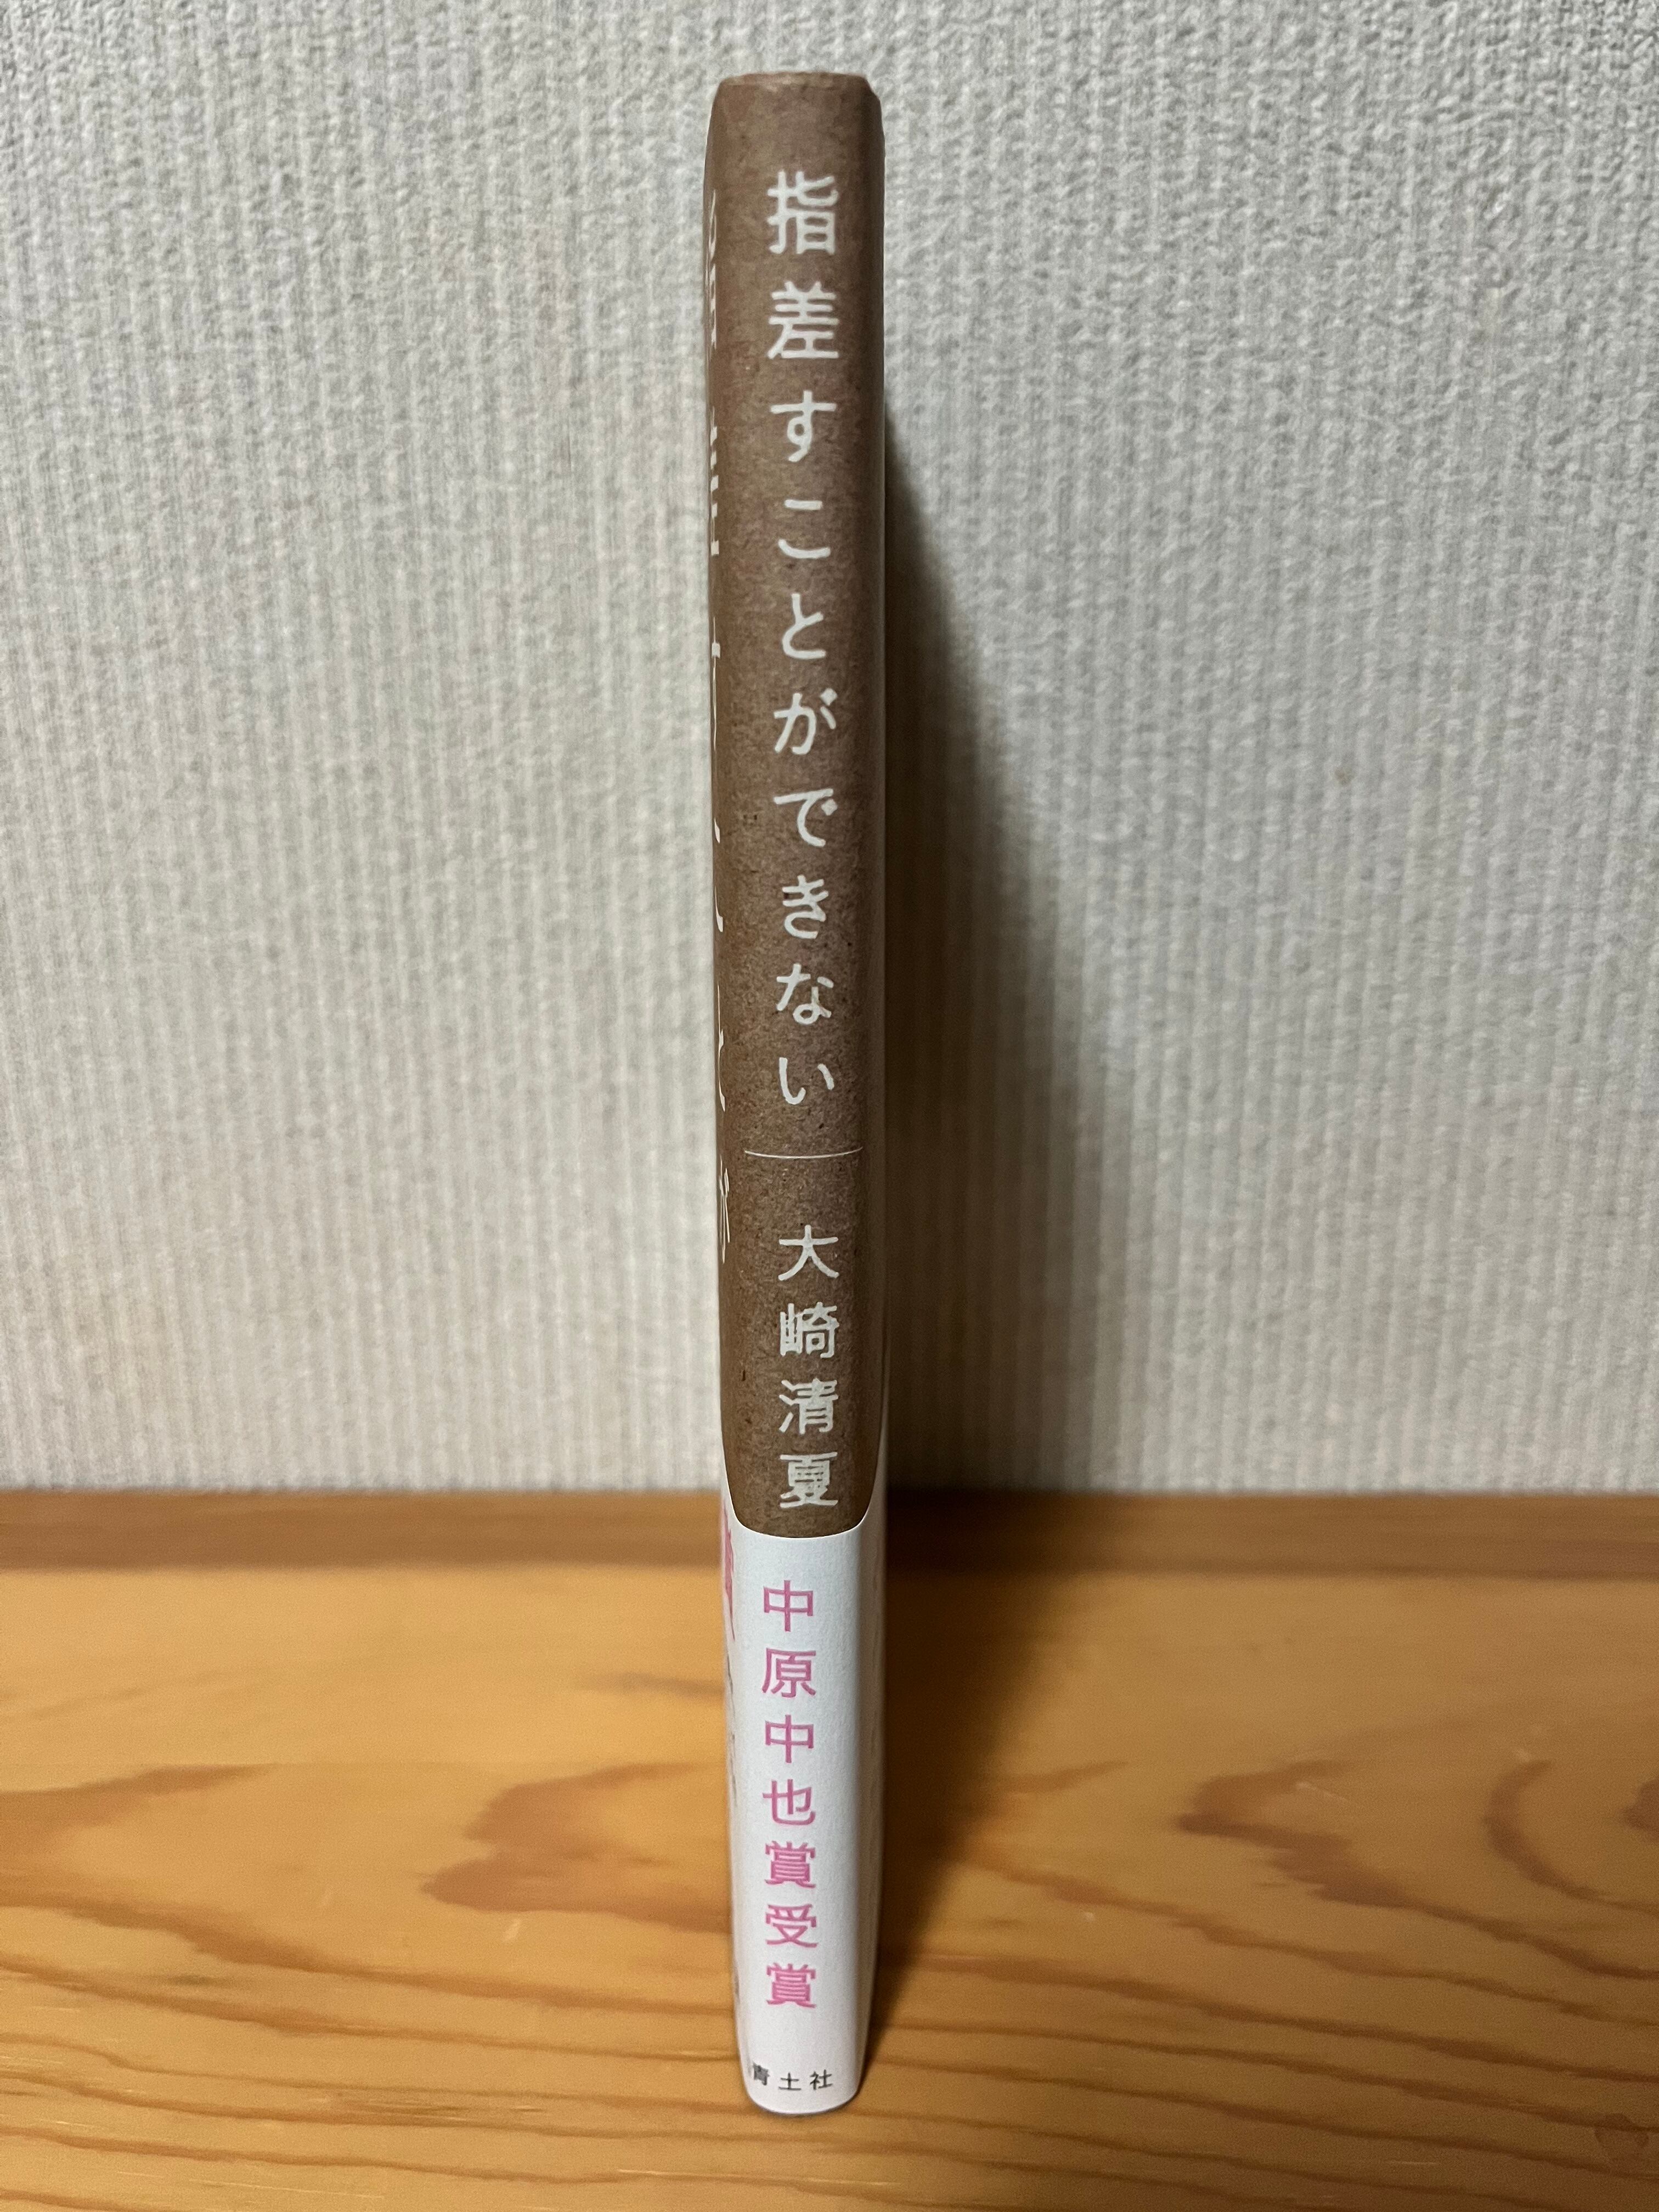 指差すことができない
大崎清夏
中原中也賞受賞
青土社